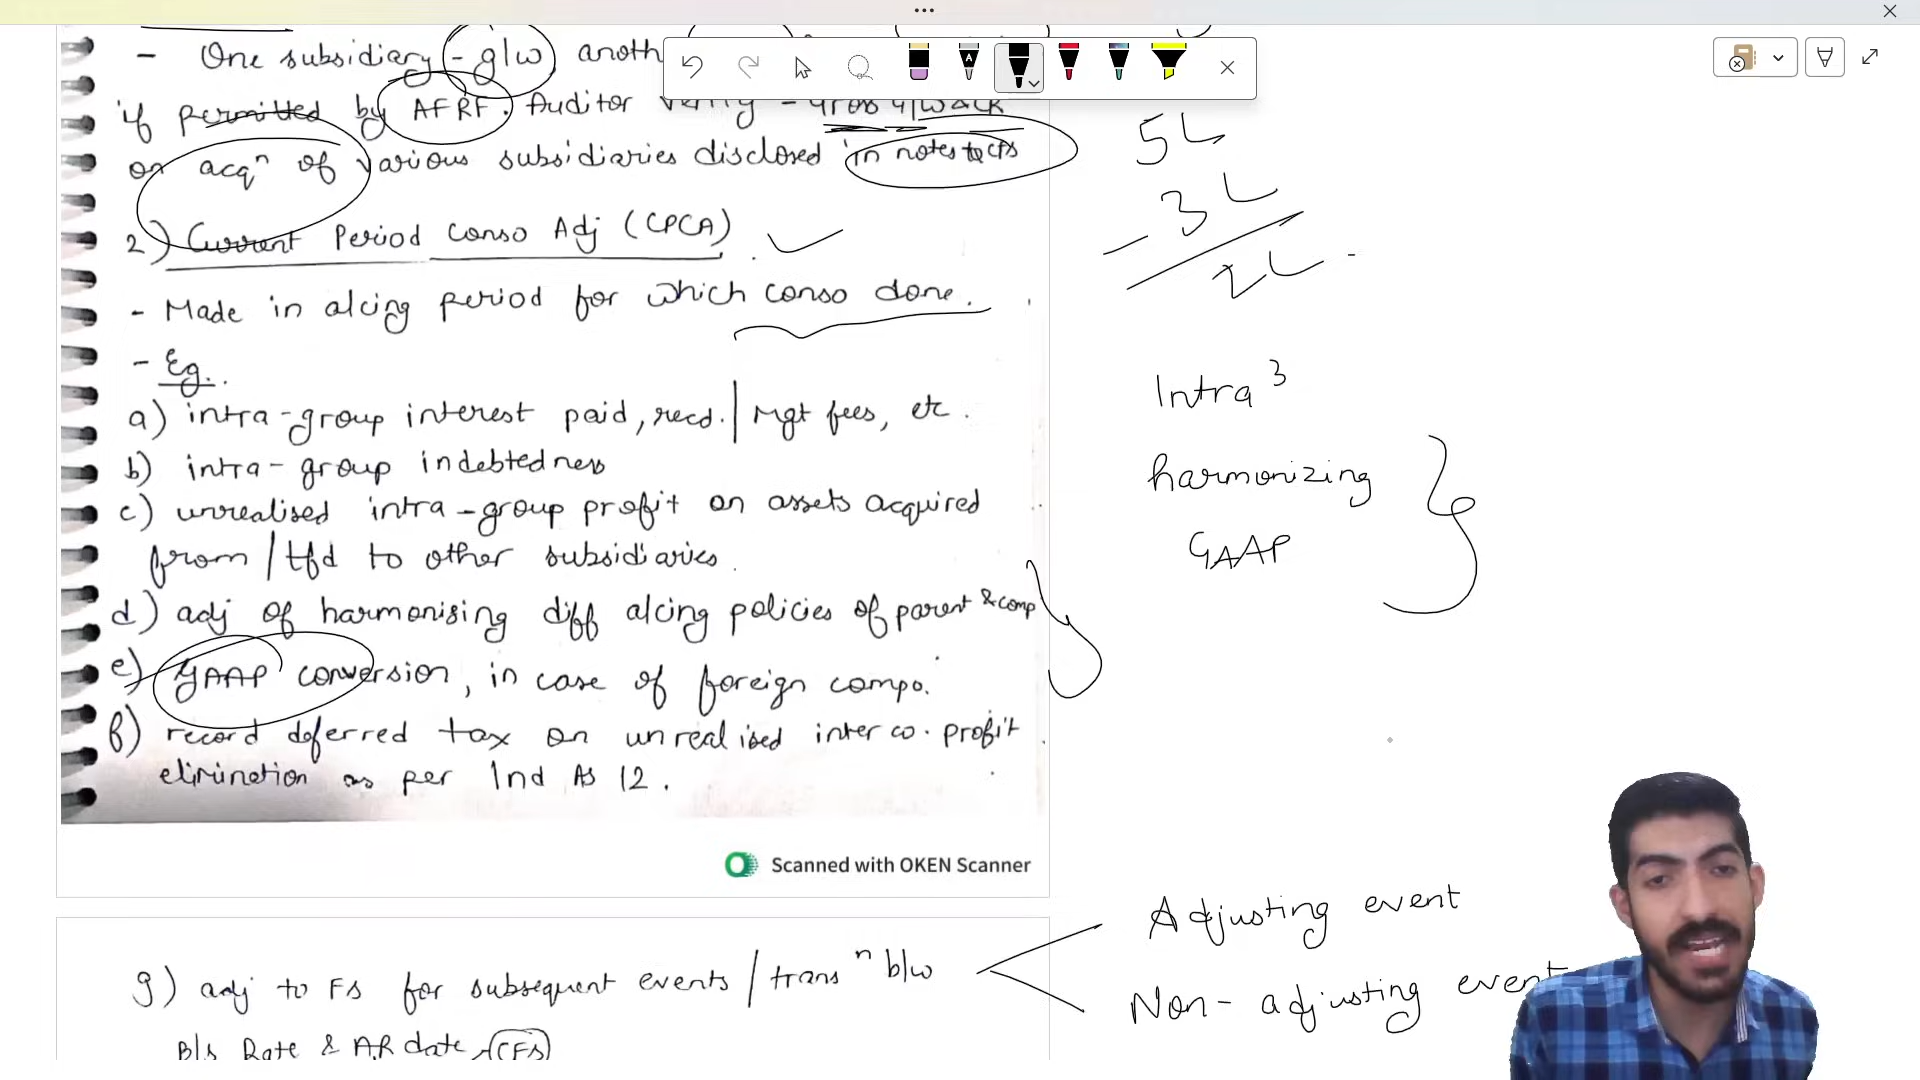 - One subsidiary - g/w anoth
if permitted by AFRF. Auditor verify - gross g/w
on acqⁿ of various subsidiaries disclosed in notes to CFS
2) Current Period Conso Adj (CPCA)
- Made in a/cing period for which conso done.
- Eg.
a) intra-group interest paid, recd. / Mgt fees, etc.
b) intra-group indebtedness
c) unrealised intra-group profit on assets acquired
from / tfd to other subsidiaries.
d) adj of harmonising diff a/cing policies of parent & comp
e) GAAP conversion, in case of foreign compo.
f) record deferred tax on unrealised inter co. profit
elimination as per Ind AS 12.
Scanned with OKEN Scanner
g) adj to FS for subsequent events / transⁿ b/w
B/s Date & AR date (CFS)
5L
- 3L
2L
Intra ³
harmonizing
GAAP
Adjusting event
Non-adjusting event